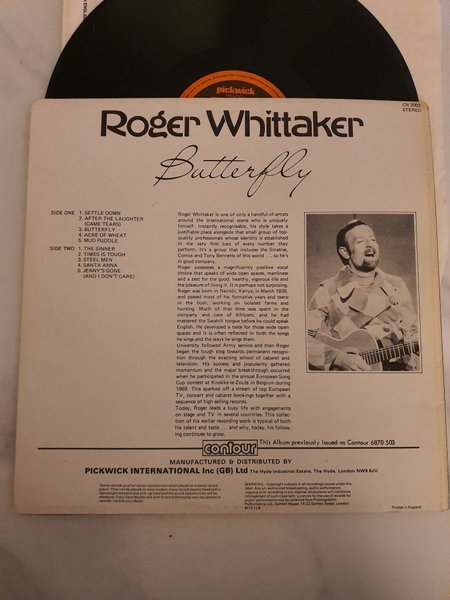 pickwick
CN 2003
STEREO
Roger Whittaker
Butterfly
SIDE ONE 1. SETTLE DOWN
2. AFTER THE LAUGHTER
(CAME TEARS)
3. BUTTERFLY
4. ACRE OF WHEAT
5. MUD PUDDLE
SIDE TWO 1. THE SINNER
2. TIMES IS TOUGH
3. STEEL MEN
4. SANTA ANNA
5. JENNY'S GONE
(AND I DON'T CARE)
Roger Whittaker is one of only a handful of artists
around the international scene who is uniquely
himself. Instantly recognisable, his style takes a
justifiable place alongside that small group of top-
quality professionals whose identity is established
in the very first bars of every number they
perform. It's a group that includes the Sinatras,
Comos and Tony Bennetts of this world . . . so he's
in good company.
Roger possesses a magnificently positive vocal
timbre that speaks of wide open spaces, manliness
and a zest for the good, healthy, vigorous life and
the pleasure of living it. It is perhaps not surprising.
Roger was born in Nairobi, Kenya, in March 1936,
and passed most of his formative years and teens
in the bush, working on isolated farms and
hunting. Much of that time was spent in the
company and care of Africans, and he had
mastered the Swahili tongue before he could speak
English. He developed a taste for those wide open
spaces and it is often reflected in both the songs
he sings and the ways he sings them.
University followed Army service and then Roger
began the tough slog towards permanent recogni-
tion through the exacting school of cabaret and
television. His success and popularity gathered
momentum and the major breakthrough occurred
when he participated in the annual European Song
Cup contest at Knokke-le-Zoute in Belgium during
1969. This sparked off a stream of top European
TV, concert and cabaret bookings together with a
sequence of high-selling records.
Today, Roger leads a busy life with engagements
on stage and TV in several countries. This collec-
tion of his earlier recording work is typical of both
his talent and taste . . . and why, today, his follow-
ing continues to grow.
contour
This Album previously issued as Contour 6870 503
MANUFACTURED & DISTRIBUTED BY
PICKWICK INTERNATIONAL Inc (GB) Ltd The Hyde Industrial Estate, The Hyde, London NW9 6JU
Printed in England